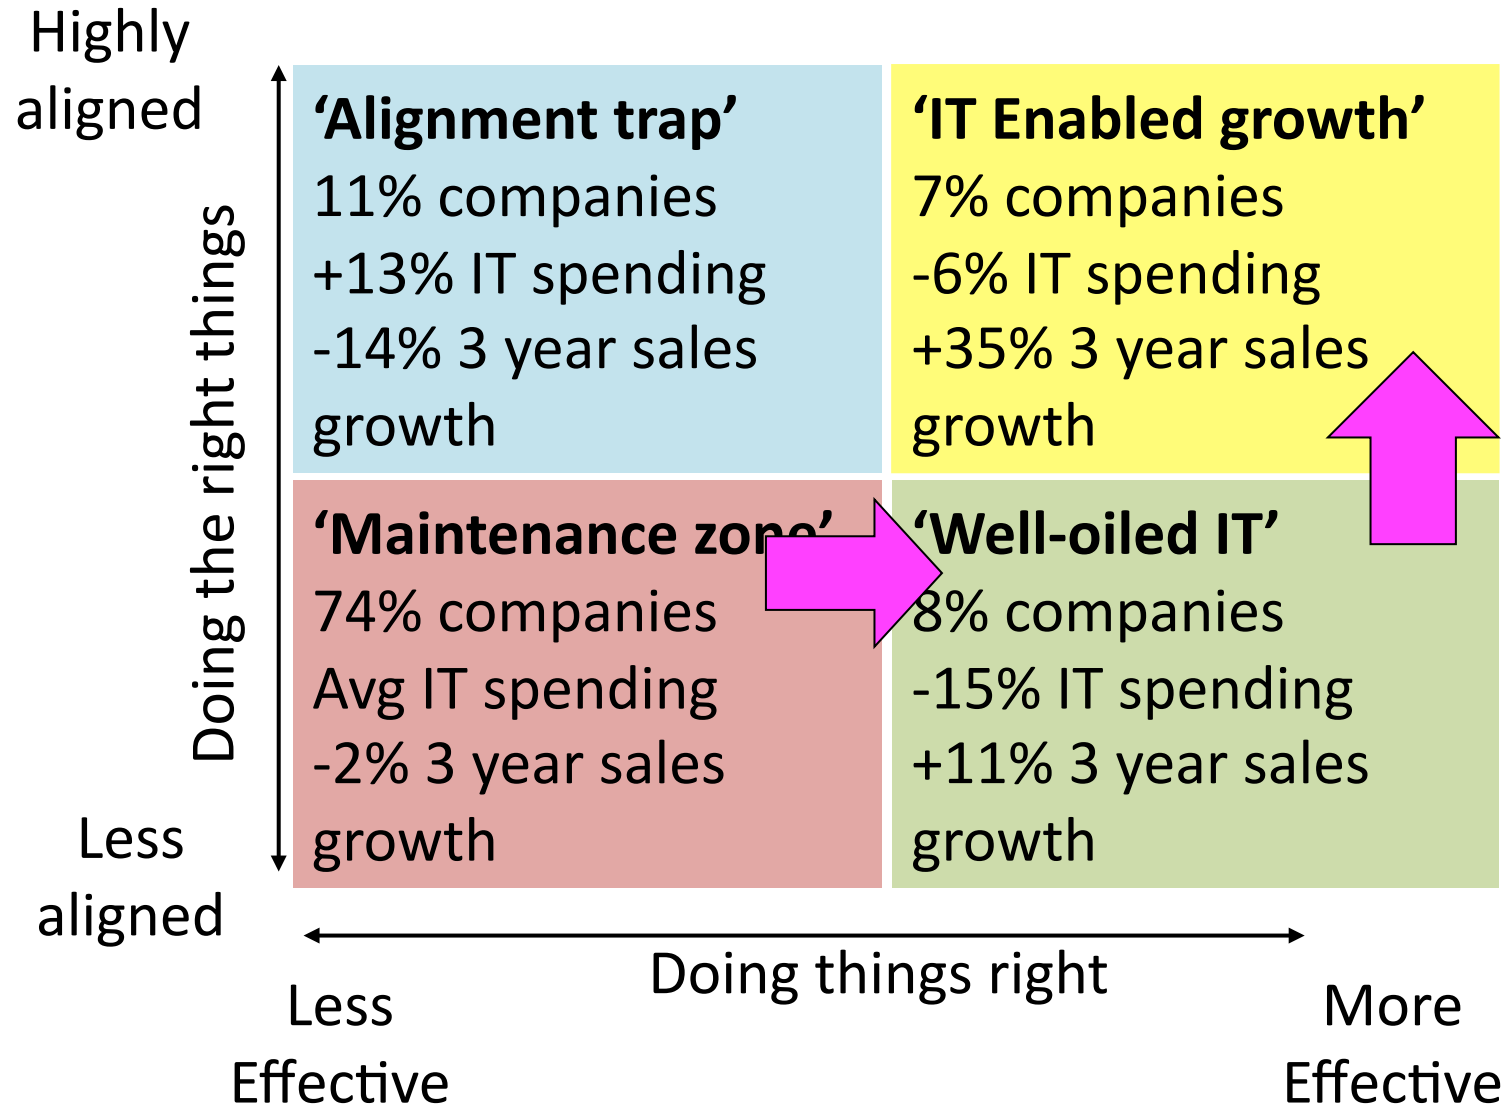 Highly
aligned
‘Alignment trap’
11% companies
+13% IT spending
-14% 3 year sales
growth
‘IT Enabled growth’
7% companies
-6% IT spending
+35% 3 year sales
growth
Doing the right things
‘Maintenance zone’
74% companies
Avg IT spending
-2% 3 year sales
growth
‘Well-oiled IT’
8% companies
-15% IT spending
+11% 3 year sales
growth
Less
aligned
Doing things right
Less
Effective
More
Effective